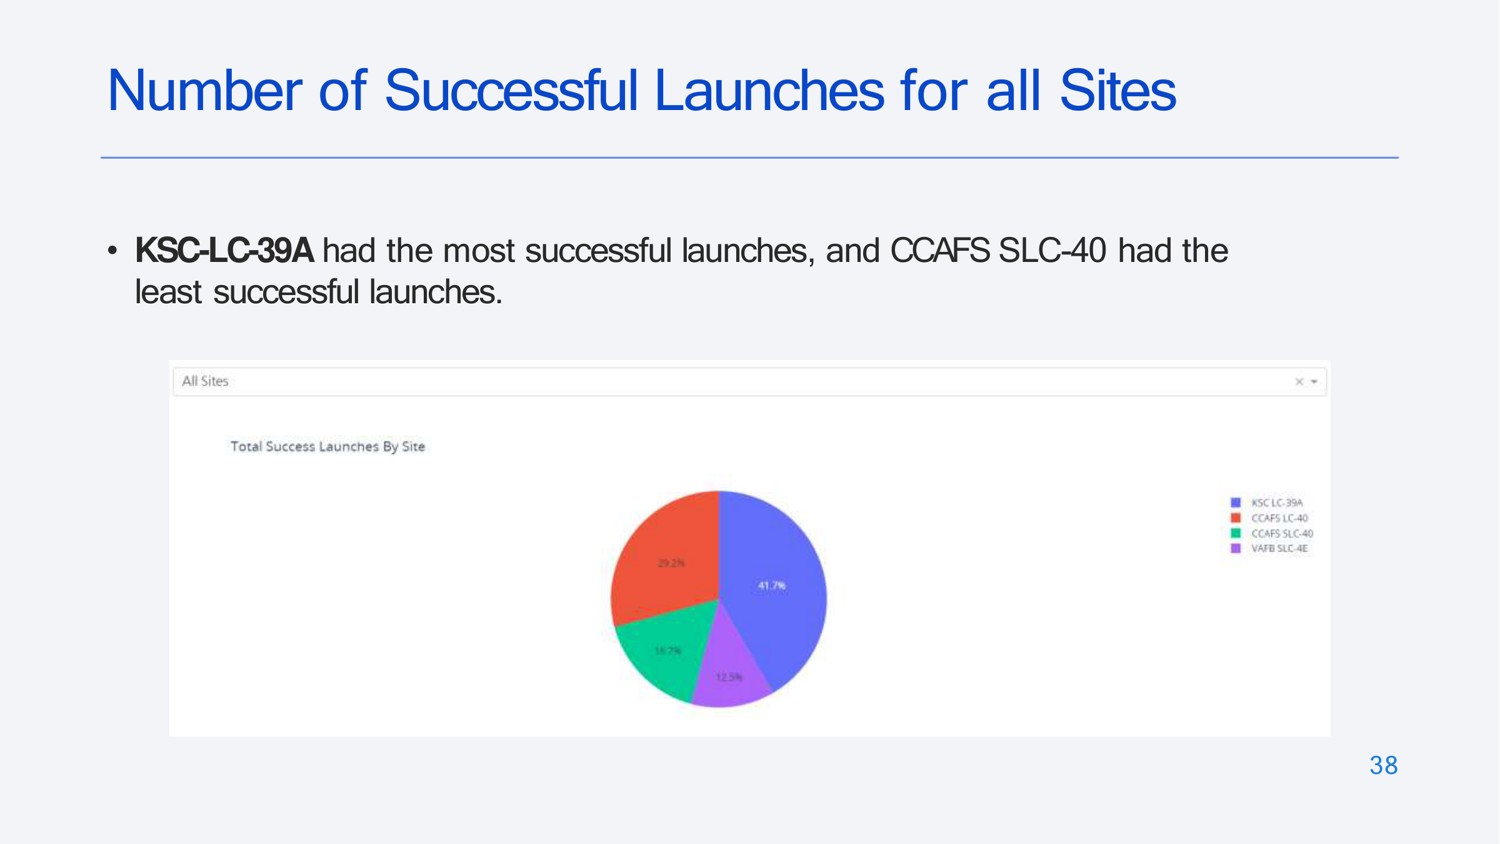 Number of Successful Launches for all Sites
• KSC-LC-39A had the most successful launches, and CCAFS SLC-40 had the
least successful launches.
All Sites × ▾
Total Success Launches By Site
KSC LC-39A
CCAFS LC-40
CCAFS SLC-40
VAFB SLC-4E
29.2%
41.7%
16.7%
12.5%
38